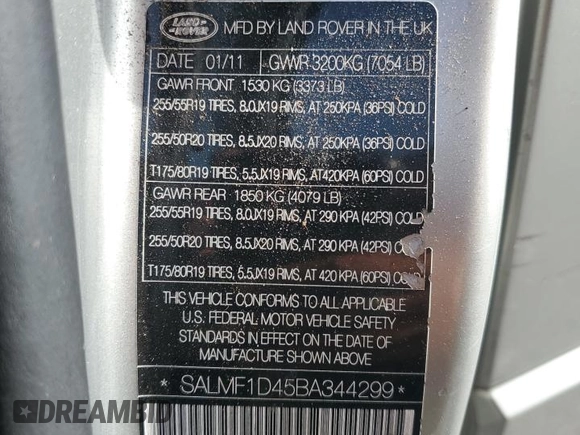 LAND
ROVER
MFD BY LAND ROVER IN THE UK
DATE 01/11 GVWR 3200KG (7054 LB)
GAWR FRONT 1530 KG (3373 LB)
255/55R19 TIRES, 8.0JX19 RIMS, AT 250KPA (36PSI) COLD
255/50R20 TIRES, 8.5JX20 RIMS, AT 250KPA (36PSI) COLD
T175/80R19 TIRES, 5.5JX19 RIMS, AT420KPA (60PSI) COLD
GAWR REAR 1850 KG (4079 LB)
255/55R19 TIRES, 8.0JX19 RIMS, AT 290 KPA (42PSI) COLD
255/50R20 TIRES, 8.5JX20 RIMS, AT 290 KPA (42PSI) CO
T175/80R19 TIRES, 5.5JX19 RIMS, AT 420 KPA (60PSI) COLD
THIS VEHICLE CONFORMS TO ALL APPLICABLE
U.S. FEDERAL MOTOR VEHICLE SAFETY
STANDARDS IN EFFECT ON THE DATE OF
MANUFACTURE SHOWN ABOVE
* SALMF1D45BA344299 *
DREAMBID